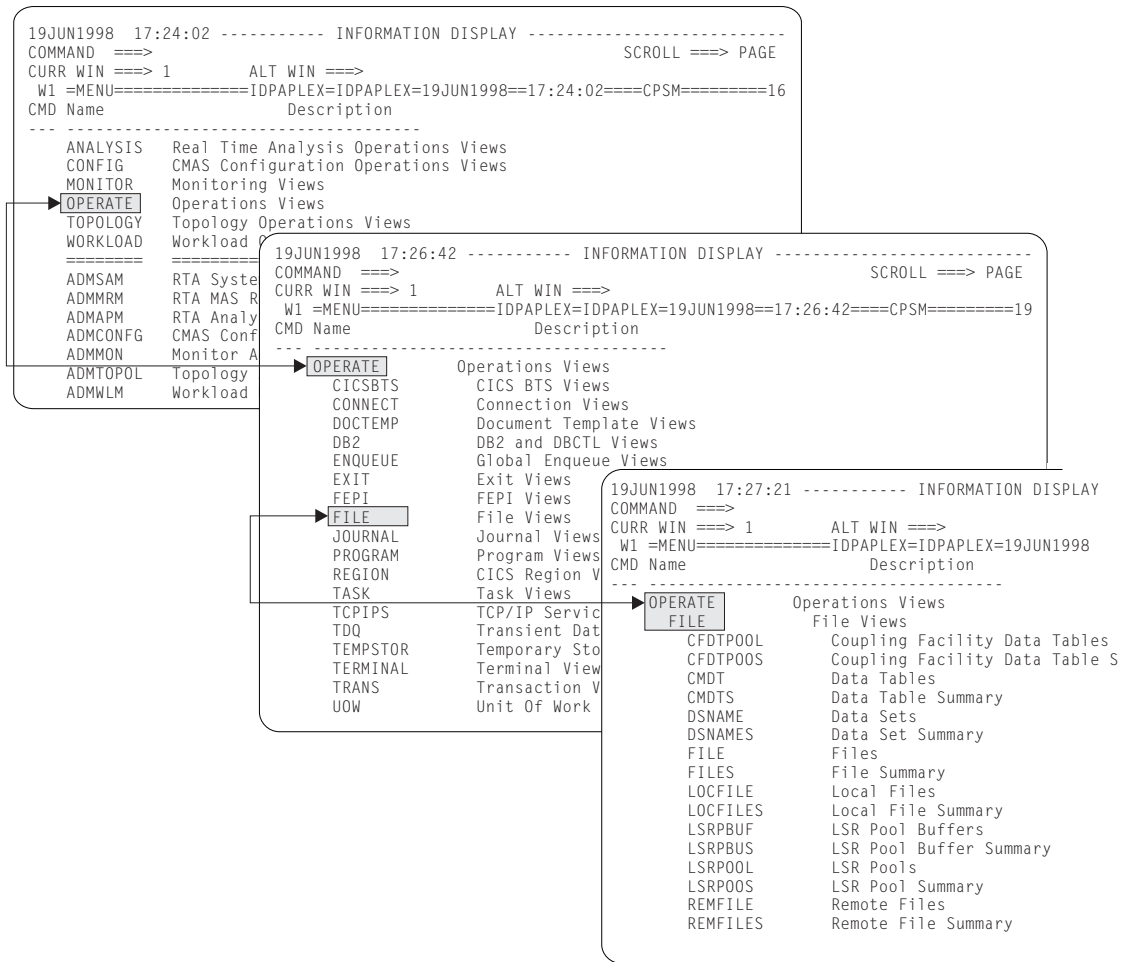 19JUN1998  17:24:02 ----------- INFORMATION DISPLAY ---------------------------
COMMAND  ===>                                                  SCROLL ===> PAGE
CURR WIN ===> 1        ALT WIN ===>
W1 =MENU==============IDPAPLEX=IDPAPLEX=19JUN1998==17:24:02====CPSM=========16
CMD Name                    Description
--- ------------------------------------
ANALYSIS   Real Time Analysis Operations Views
CONFIG     CMAS Configuration Operations Views
MONITOR    Monitoring Views
OPERATE    Operations Views
TOPOLOGY   Topology Operations Views
WORKLOAD   Workload
========   =========
ADMSAM     RTA Syste
ADMMRM     RTA MAS R
ADMAPM     RTA Analy
ADMCONFG   CMAS Conf
ADMMON     Monitor A
ADMTOPOL   Topology
ADMWLM     Workload
19JUN1998  17:26:42 ----------- INFORMATION DISPLAY ---------------------------
COMMAND  ===>                                                  SCROLL ===> PAGE
CURR WIN ===> 1        ALT WIN ===>
W1 =MENU==============IDPAPLEX=IDPAPLEX=19JUN1998==17:26:42====CPSM=========19
CMD Name                    Description
--- ------------------------------------
OPERATE        Operations Views
CICSBTS        CICS BTS Views
CONNECT        Connection Views
DOCTEMP        Document Template Views
DB2            DB2 and DBCTL Views
ENQUEUE        Global Enqueue Views
EXIT           Exit Views
FEPI           FEPI Views
FILE           File Views
JOURNAL        Journal Views
PROGRAM        Program Views
REGION         CICS Region V
TASK           Task Views
TCPIPS         TCP/IP Servic
TDQ            Transient Dat
TEMPSTOR       Temporary Sto
TERMINAL       Terminal View
TRANS          Transaction V
UOW            Unit Of Work
19JUN1998  17:27:21 ----------- INFORMATION DISPLAY
COMMAND  ===>
CURR WIN ===> 1        ALT WIN ===>
W1 =MENU==============IDPAPLEX=IDPAPLEX=19JUN1998
CMD Name                    Description
--- ------------------------------------
OPERATE        Operations Views
FILE           File Views
CFDTPOOL       Coupling Facility Data Tables
CFDTPOOS       Coupling Facility Data Table S
CMDT           Data Tables
CMDTS          Data Table Summary
DSNAME         Data Sets
DSNAMES        Data Set Summary
FILE           Files
FILES          File Summary
LOCFILE        Local Files
LOCFILES       Local File Summary
LSRPBUF        LSR Pool Buffers
LSRPBUS        LSR Pool Buffer Summary
LSRPOOL        LSR Pools
LSRPOOS        LSR Pool Summary
REMFILE        Remote Files
REMFILES       Remote File Summary